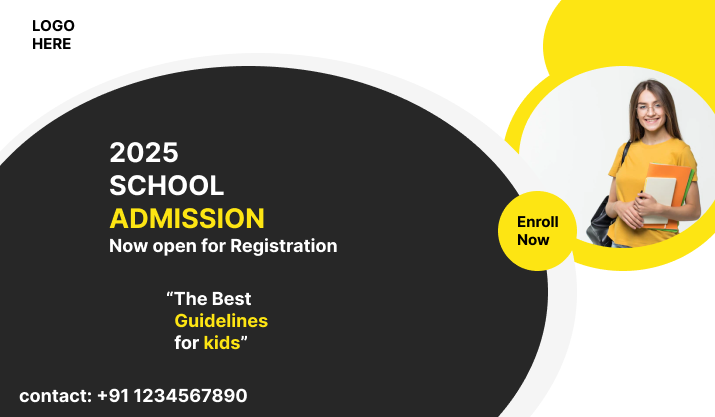 LOGO
HERE
2025
SCHOOL
ADMISSION
Now open for Registration
Enroll
Now
“The Best
Guidelines
for kids”
contact: +91 1234567890